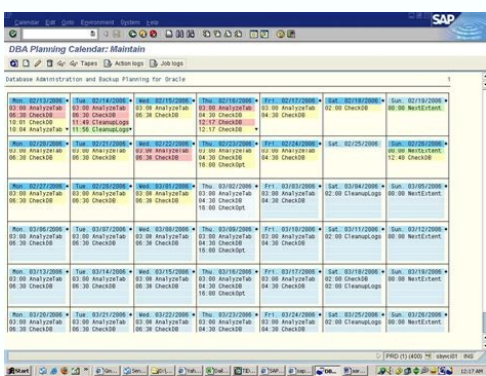 Calendar Edit Goto Environment System Help
SAP
DBA Planning Calendar: Maintain
Tapes Action logs Job logs
Database Administration and Backup Planning for Oracle 1
Mon. 02/13/2006 Tue. 02/14/2006 Wed. 02/15/2006 Thu. 02/16/2006 Fri. 02/17/2006 Sat. 02/18/2006 Sun. 02/19/2006
03:00 AnalyzeTab 03:00 AnalyzeTab 03:00 AnalyzeTab 03:00 AnalyzeTab 03:00 AnalyzeTab 02:00 CheckDB 00:00 NextExtent
06:30 CheckDB 06:30 CheckDB 06:30 CheckDB 04:30 CheckDB 04:30 CheckDB
10:01 CheckDB 11:49 CleanupLogs 12:17 CheckDB
10:04 AnalyzeTab 11:56 CleanupLogs 12:17 CheckDB
Mon. 02/20/2006 Tue. 02/21/2006 Wed. 02/22/2006 Thu. 02/23/2006 Fri. 02/24/2006 Sat. 02/25/2006 Sun. 02/26/2006
03:00 AnalyzeTab 03:00 AnalyzeTab 03:00 AnalyzeTab 03:00 AnalyzeTab 03:00 AnalyzeTab 00:00 NextExtent
06:30 CheckDB 06:30 CheckDB 06:30 CheckDB 04:30 CheckDB 04:30 CheckDB 12:40 CheckDB
16:00 CheckOpt
Mon. 02/27/2006 Tue. 02/28/2006 Wed. 03/01/2006 Thu. 03/02/2006 Fri. 03/03/2006 Sat. 03/04/2006 Sun. 03/05/2006
03:00 AnalyzeTab 03:00 AnalyzeTab 03:00 AnalyzeTab 03:00 AnalyzeTab 03:00 AnalyzeTab 02:00 CleanupLogs 00:00 NextExtent
06:30 CheckDB 06:30 CheckDB 06:30 CheckDB 04:30 CheckDB 04:30 CheckDB
16:00 CheckOpt
Mon. 03/06/2006 Tue. 03/07/2006 Wed. 03/08/2006 Thu. 03/09/2006 Fri. 03/10/2006 Sat. 03/11/2006 Sun. 03/12/2006
03:00 AnalyzeTab 03:00 AnalyzeTab 03:00 AnalyzeTab 03:00 AnalyzeTab 03:00 AnalyzeTab 02:00 CleanupLogs 00:00 NextExtent
06:30 CheckDB 06:30 CheckDB 06:30 CheckDB 04:30 CheckDB 04:30 CheckDB
16:00 CheckOpt
Mon. 03/13/2006 Tue. 03/14/2006 Wed. 03/15/2006 Thu. 03/16/2006 Fri. 03/17/2006 Sat. 03/18/2006 Sun. 03/19/2006
03:00 AnalyzeTab 03:00 AnalyzeTab 03:00 AnalyzeTab 03:00 AnalyzeTab 03:00 AnalyzeTab 02:00 CheckDB 00:00 NextExtent
06:30 CheckDB 06:30 CheckDB 06:30 CheckDB 04:30 CheckDB 04:30 CheckDB 02:00 CleanupLogs
16:00 CheckOpt
Mon. 03/20/2006 Tue. 03/21/2006 Wed. 03/22/2006 Thu. 03/23/2006 Fri. 03/24/2006 Sat. 03/25/2006 Sun. 03/26/2006
03:00 AnalyzeTab 03:00 AnalyzeTab 03:00 AnalyzeTab 03:00 AnalyzeTab 03:00 AnalyzeTab 02:00 CleanupLogs 00:00 NextExtent
06:30 CheckDB 06:30 CheckDB 06:30 CheckDB 04:30 CheckDB 04:30 CheckDB
PRD (1) (400) INS
Start 12:17 AM